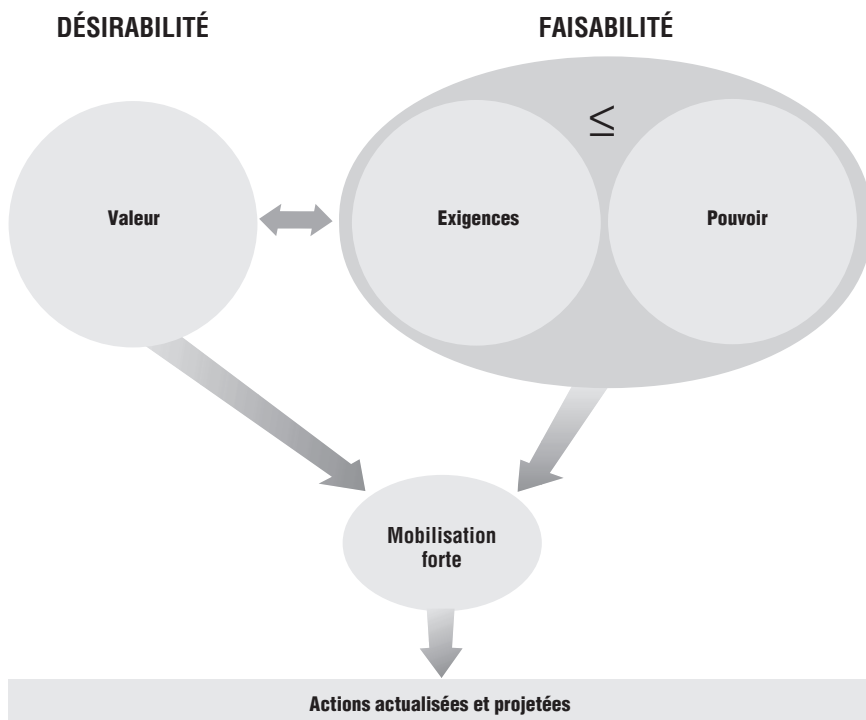 DÉSIRABILITÉ
FAISABILITÉ
≤
Valeur
Exigences
Pouvoir
Mobilisation
forte
Actions actualisées et projetées